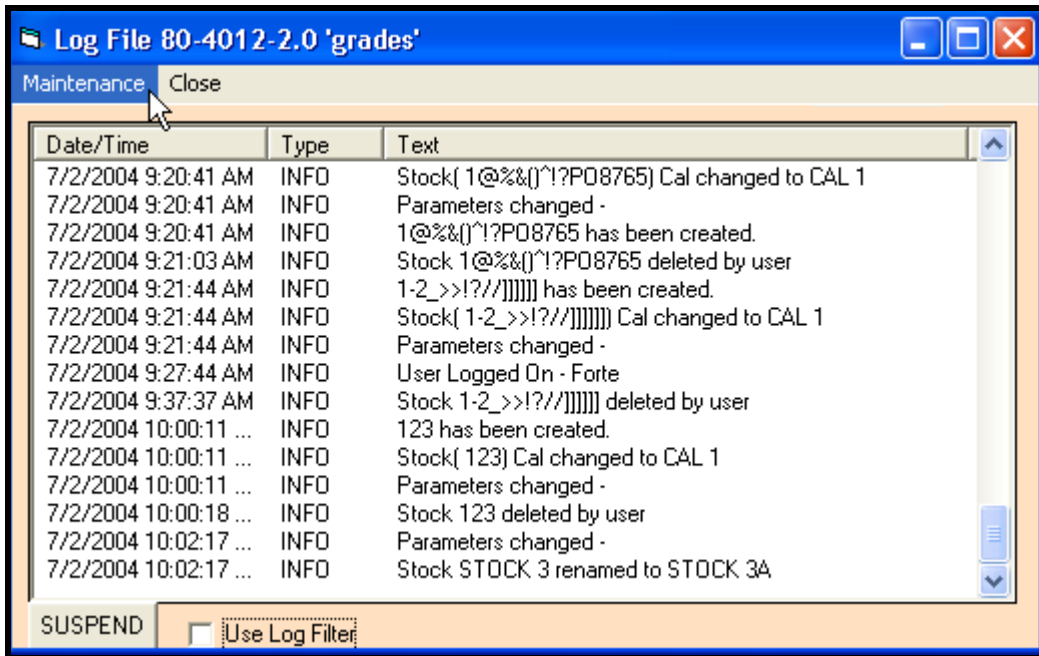 Log File 80-4012-2.0 'grades'
Maintenance Close
Date/Time Type Text
7/2/2004 9:20:41 AM INFO Stock( 1@%&()^!?PO8765) Cal changed to CAL 1
7/2/2004 9:20:41 AM INFO Parameters changed -
7/2/2004 9:20:41 AM INFO 1@%&()^!?PO8765 has been created.
7/2/2004 9:21:03 AM INFO Stock 1@%&()^!?PO8765 deleted by user
7/2/2004 9:21:44 AM INFO 1-2_>>!?//]]]]]] has been created.
7/2/2004 9:21:44 AM INFO Stock( 1-2_>>!?//]]]]]]) Cal changed to CAL 1
7/2/2004 9:21:44 AM INFO Parameters changed -
7/2/2004 9:27:44 AM INFO User Logged On - Forte
7/2/2004 9:37:37 AM INFO Stock 1-2_>>!?//]]]]]] deleted by user
7/2/2004 10:00:11 ... INFO 123 has been created.
7/2/2004 10:00:11 ... INFO Stock( 123) Cal changed to CAL 1
7/2/2004 10:00:11 ... INFO Parameters changed -
7/2/2004 10:00:18 ... INFO Stock 123 deleted by user
7/2/2004 10:02:17 ... INFO Parameters changed -
7/2/2004 10:02:17 ... INFO Stock STOCK 3 renamed to STOCK 3A
SUSPEND Use Log Filter